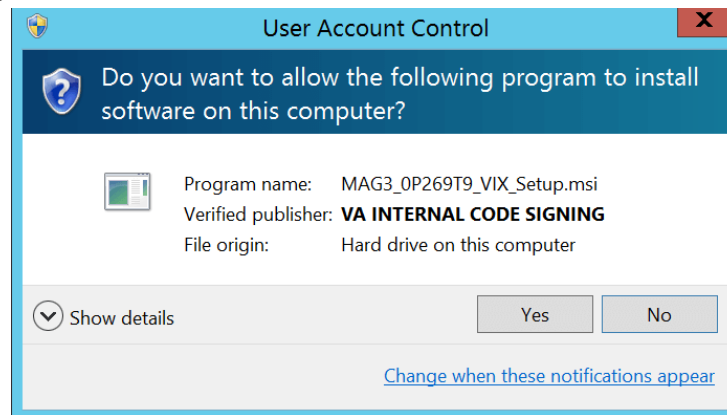 User Account Control
X
Do you want to allow the following program to install
software on this computer?
Program name: MAG3_0P269T9_VIX_Setup.msi
Verified publisher: VA INTERNAL CODE SIGNING
File origin: Hard drive on this computer
Show details
Yes
No
Change when these notifications appear